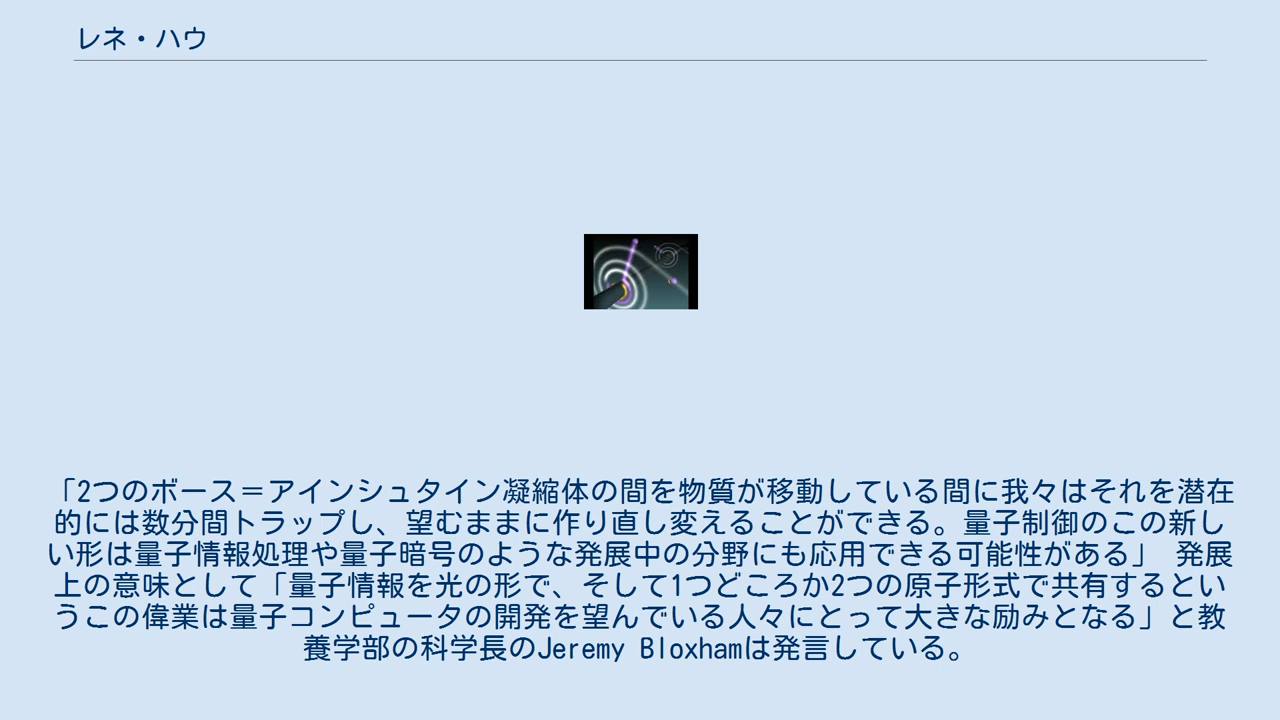 レネ・ハウ
「2つのボース＝アインシュタイン凝縮体の間を物質が移動している間に我々はそれを潜在
的には数分間トラップし、望むままに作り直し変えることができる。量子制御のこの新し
い形は量子情報処理や量子暗号のような発展中の分野にも応用できる可能性がある」 発展
上の意味として「量子情報を光の形で、そして1つどころか2つの原子形式で共有するとい
うこの偉業は量子コンピュータの開発を望んでいる人々にとって大きな励みとなる」と教
養学部の科学長のJeremy Bloxhamは発言している。